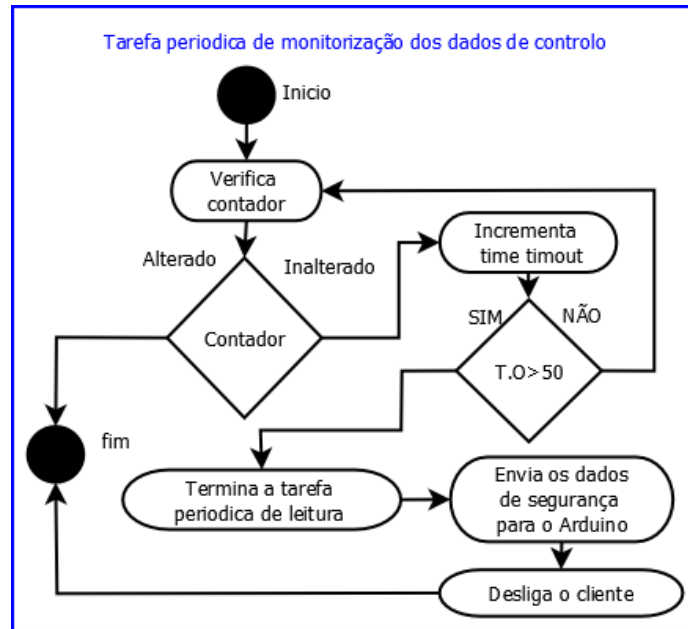 Tarefa periodica de monitorização dos dados de controlo
Inicio
Verifica
contador
Alterado
Inalterado
Contador
Incrementa
time timout
SIM
NÃO
T.O>50
fim
Termina a tarefa
periodica de leitura
Envia os dados
de segurança
para o Arduino
Desliga o cliente